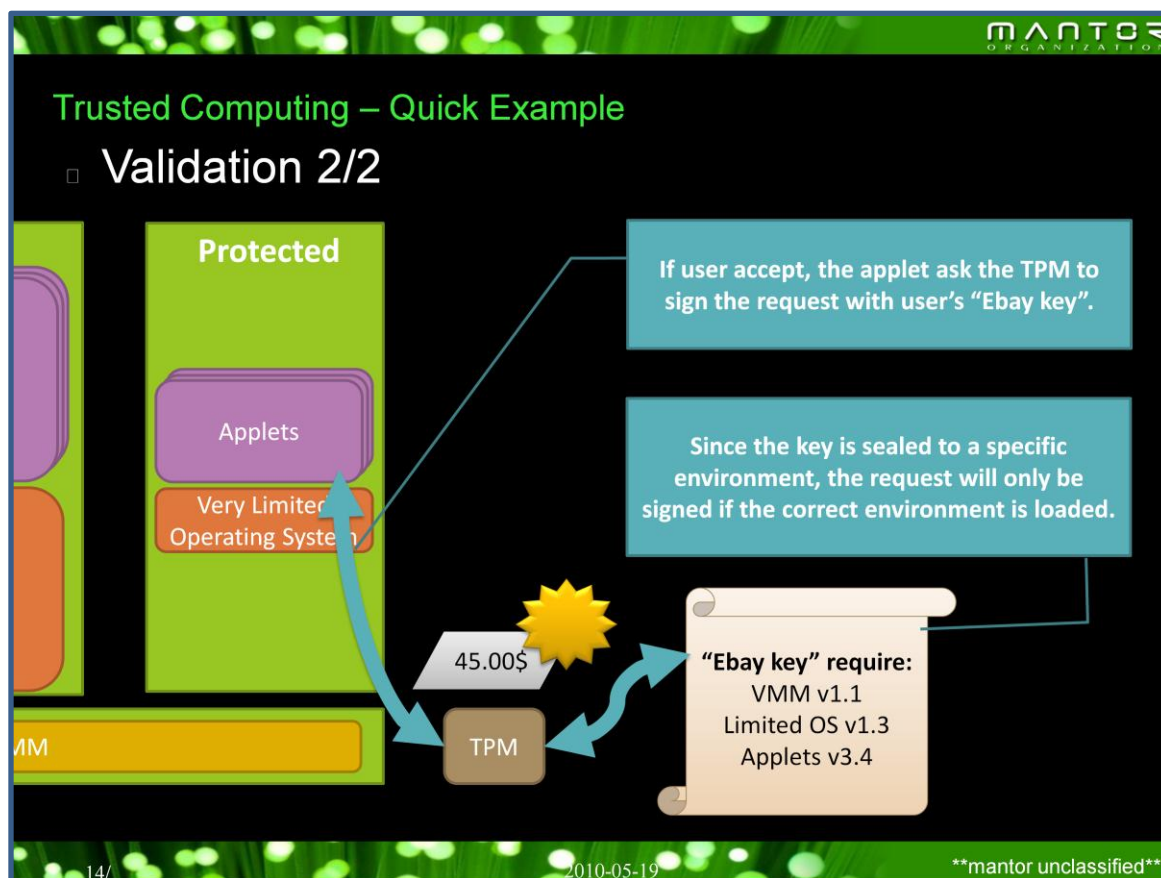 MANTOR
ORGANIZATION
Trusted Computing – Quick Example
Validation 2/2
Protected
If user accept, the applet ask the TPM to
sign the request with user’s “Ebay key”.
Applets
Very Limited
Operating System
Since the key is sealed to a specific
environment, the request will only be
signed if the correct environment is loaded.
45.00$
“Ebay key” require:
VMM v1.1
Limited OS v1.3
Applets v3.4
MM
TPM
14/
2010-05-19
**mantor unclassified**